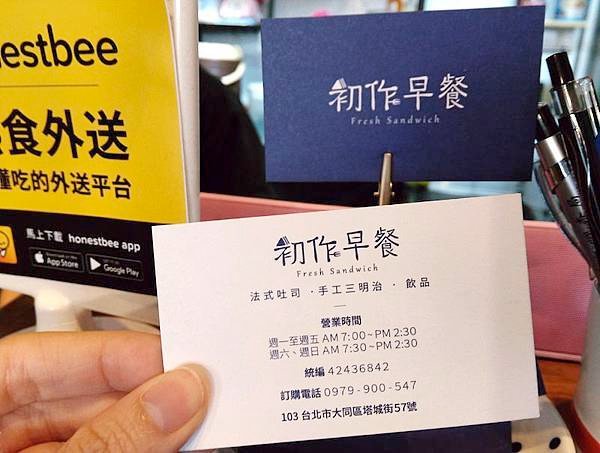 nestbee
食外送
懂吃的外送平台
馬上下載 honestbee app
App Store
Google Play
初作早餐
Fresh Sandwich
初作早餐
Fresh Sandwich
法式吐司 ·手工三明治 · 飲品
營業時間
週一至週五 AM 7:00~PM 2:30
週六、週日 AM 7:30~PM 2:30
統編 42436842
訂購電話 0979-900-547
103 台北市大同區塔城街57號